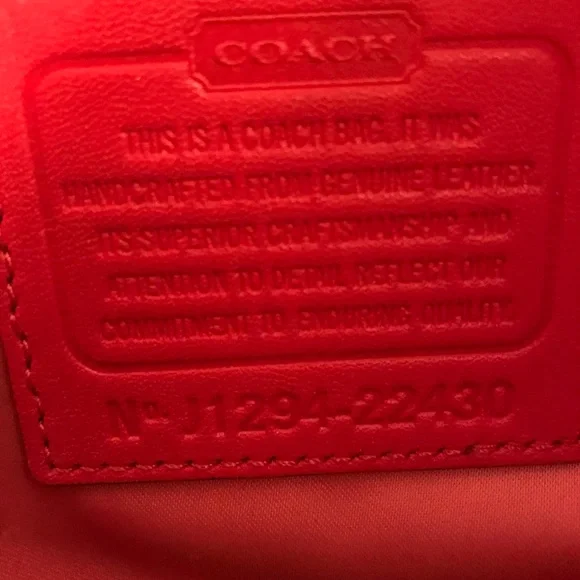 COACH
THIS IS A COACH BAG. IT WAS
HANDCRAFTED FROM GENUINE LEATHER.
ITS SUPERIOR CRAFTSMANSHIP AND
ATTENTION TO DETAIL REFLECT OUR
COMMITMENT TO ENDURING QUALITY.
Nº J1294-22430